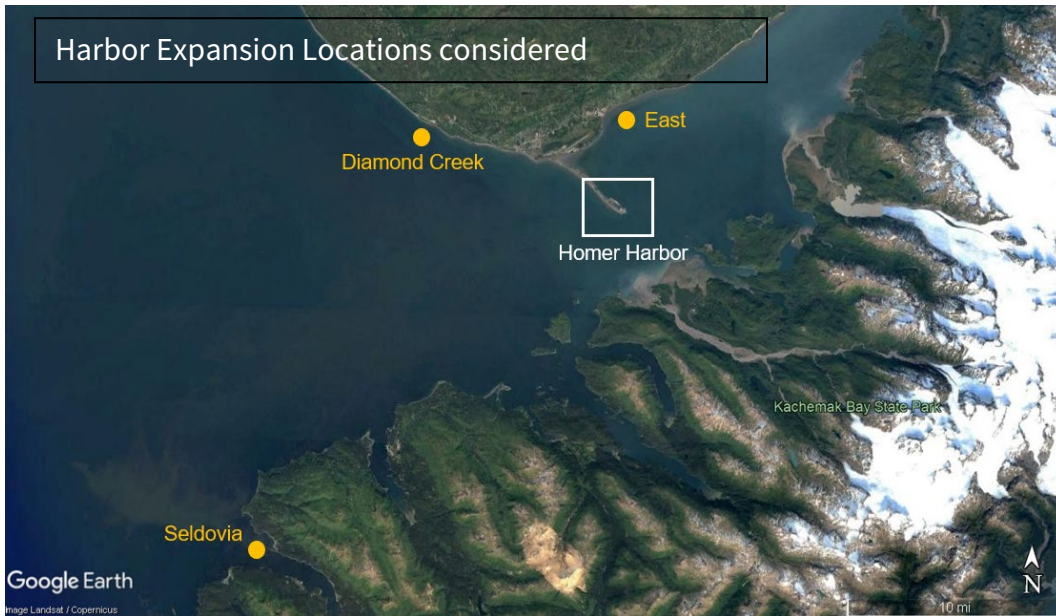 Harbor Expansion Locations considered
East
Diamond Creek
Homer Harbor
Kachemak Bay State Park
Seldovia
Google Earth
Image Landsat / Copernicus
N
10 mi